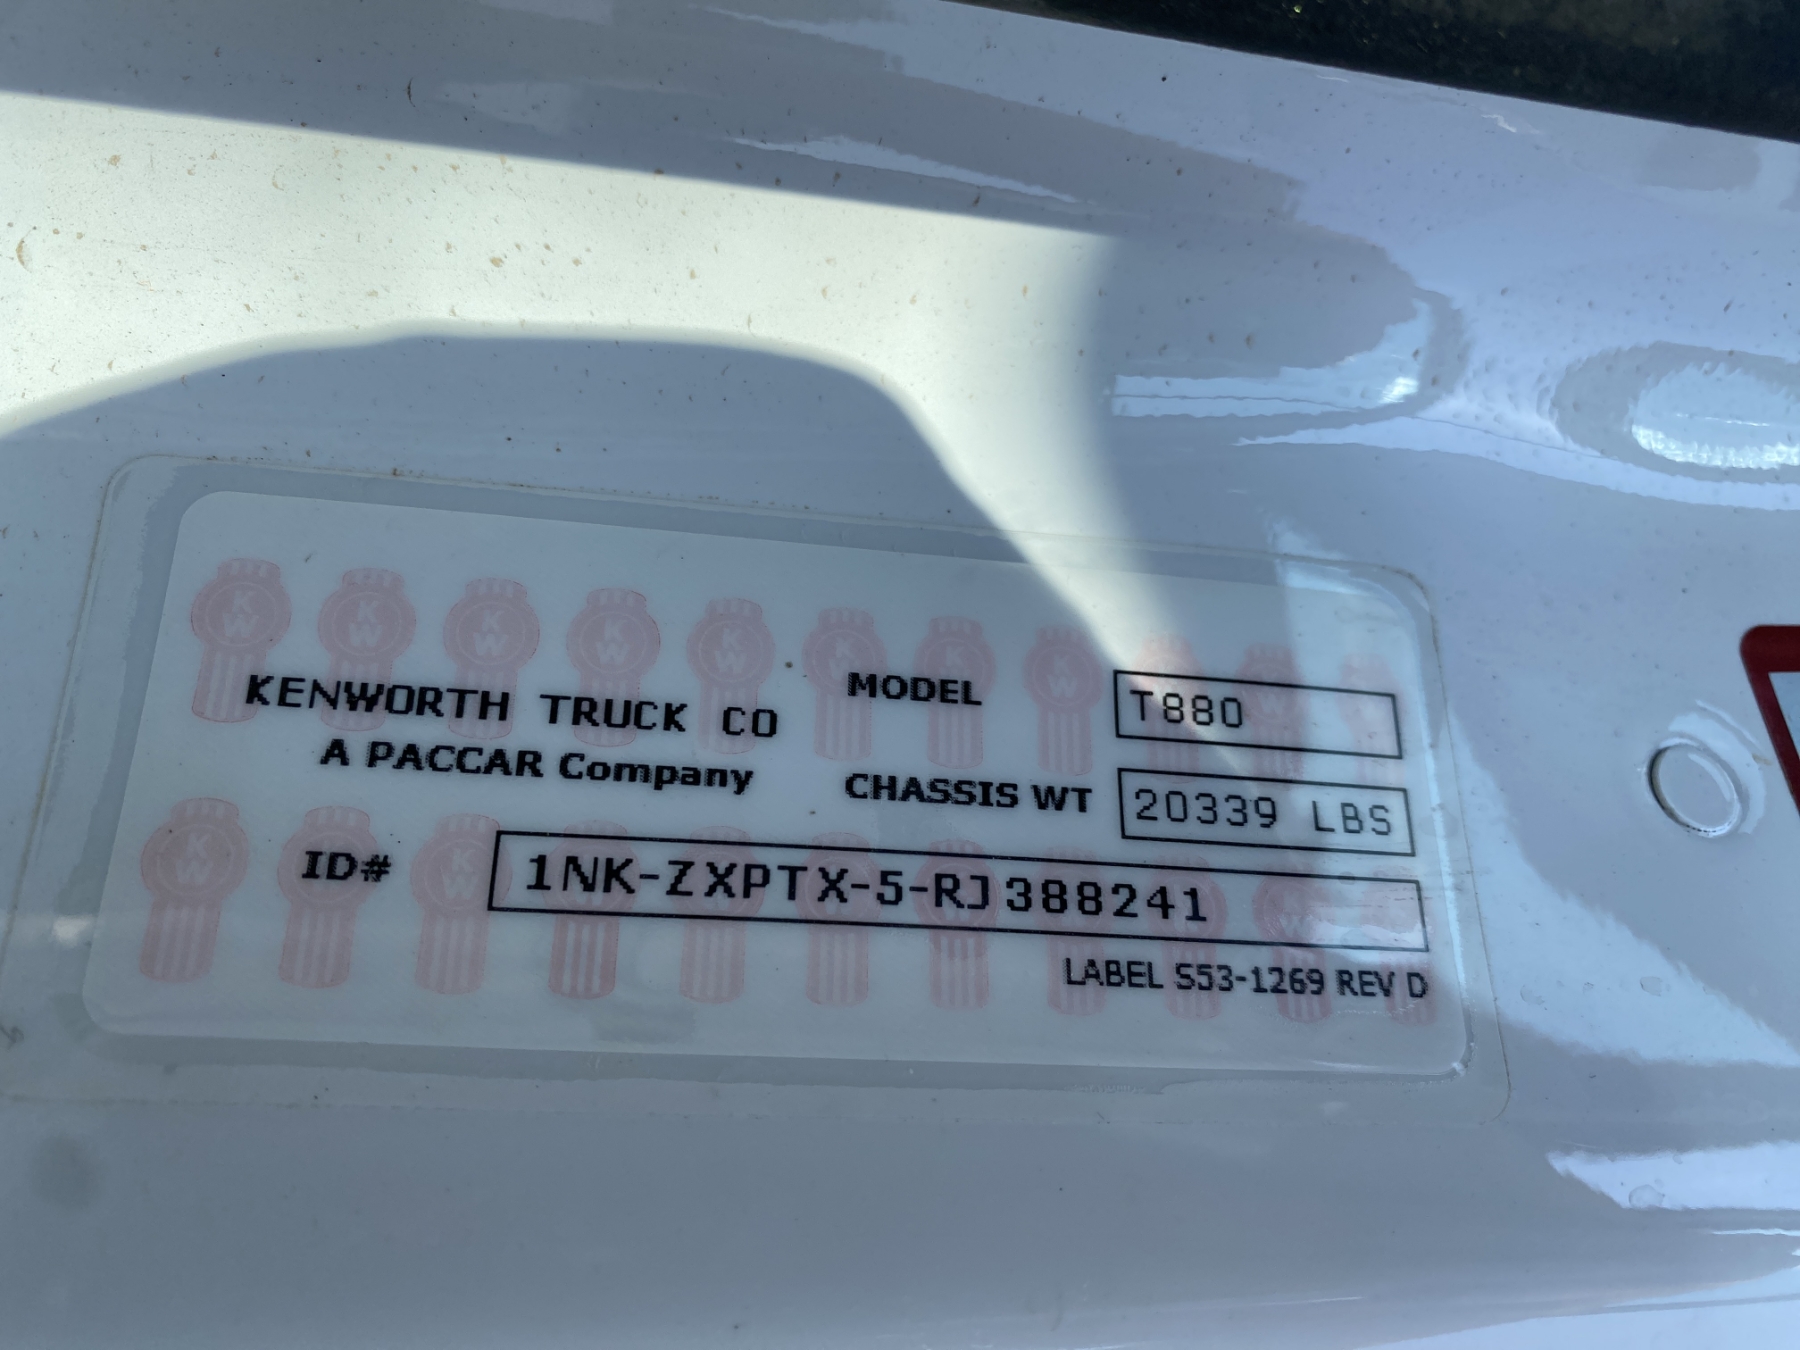 KENWORTH TRUCK CO
A PACCAR Company
MODEL T880
CHASSIS WT 20339 LBS
ID# 1NK-ZXPTX-5-RJ388241
LABEL S53-1269 REV D